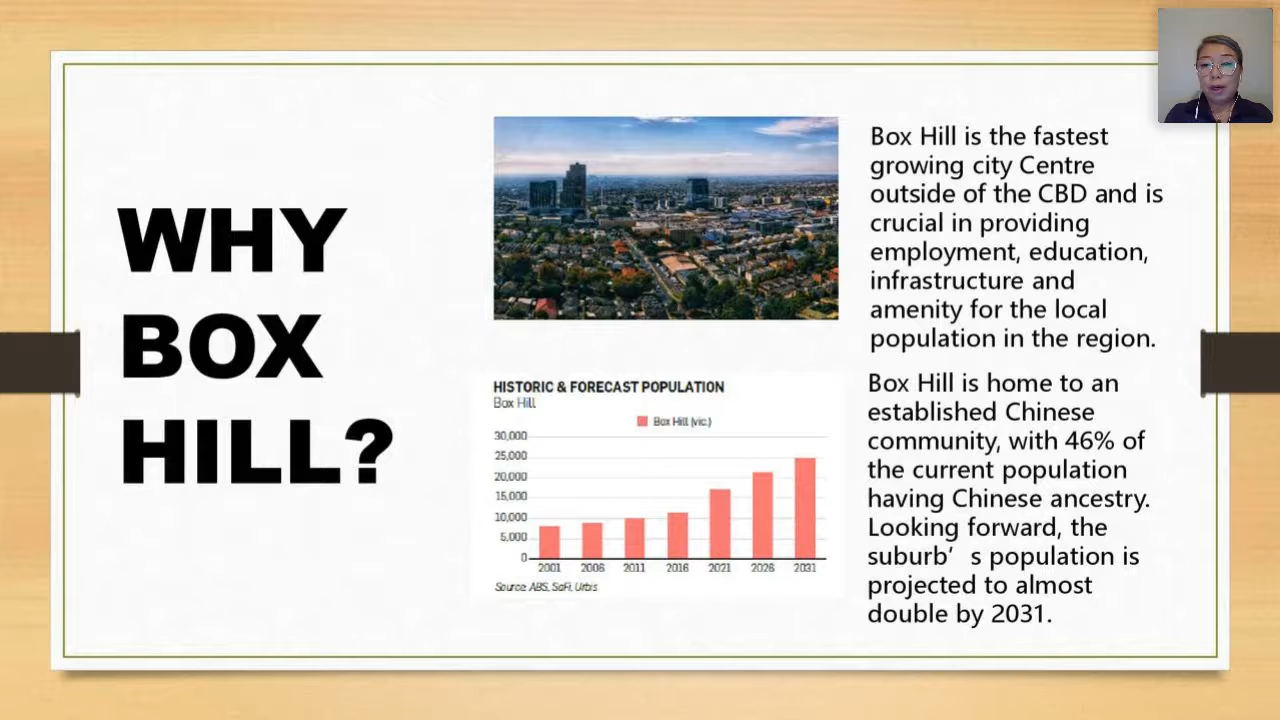 WHY
BOX
HILL?
Box Hill is the fastest
growing city Centre
outside of the CBD and is
crucial in providing
employment, education,
infrastructure and
amenity for the local
population in the region.
HISTORIC & FORECAST POPULATION
Box Hill
Box Hill (vic.)
30,000
25,000
20,000
15,000
10,000
5,000
0
2001 2006 2011 2016 2021 2026 2031
Source: ABS, SaFi, Urbis
Box Hill is home to an
established Chinese
community, with 46% of
the current population
having Chinese ancestry.
Looking forward, the
suburb’ s population is
projected to almost
double by 2031.